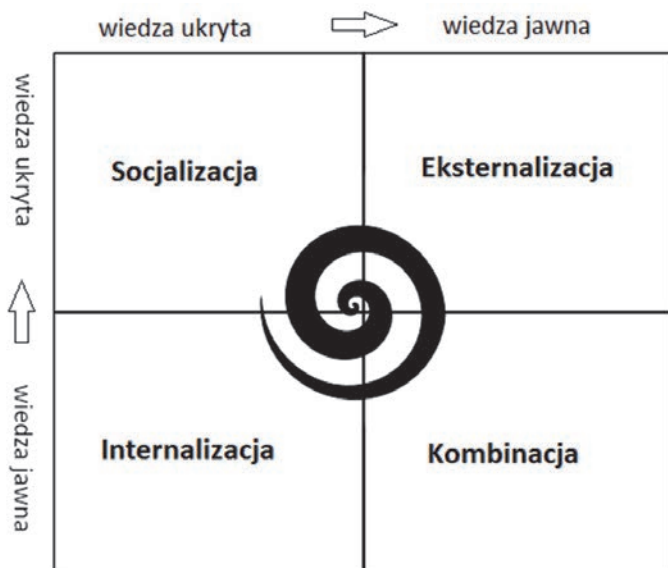 wiedza ukryta
wiedza jawna
wiedza ukryta
Socjalizacja
Eksternalizacja
wiedza jawna
Internalizacja
Kombinacja